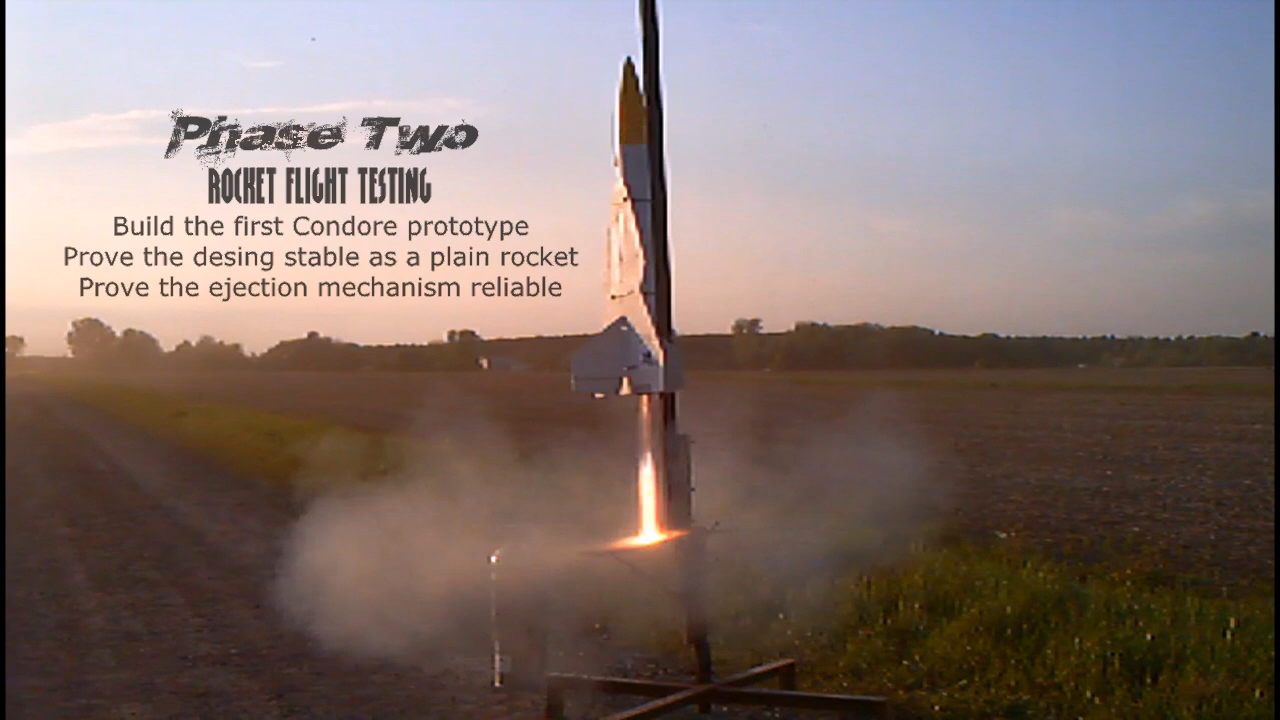 Phase Two
ROCKET FLIGHT TESTING
Build the first Condore prototype
Prove the desing stable as a plain rocket
Prove the ejection mechanism reliable